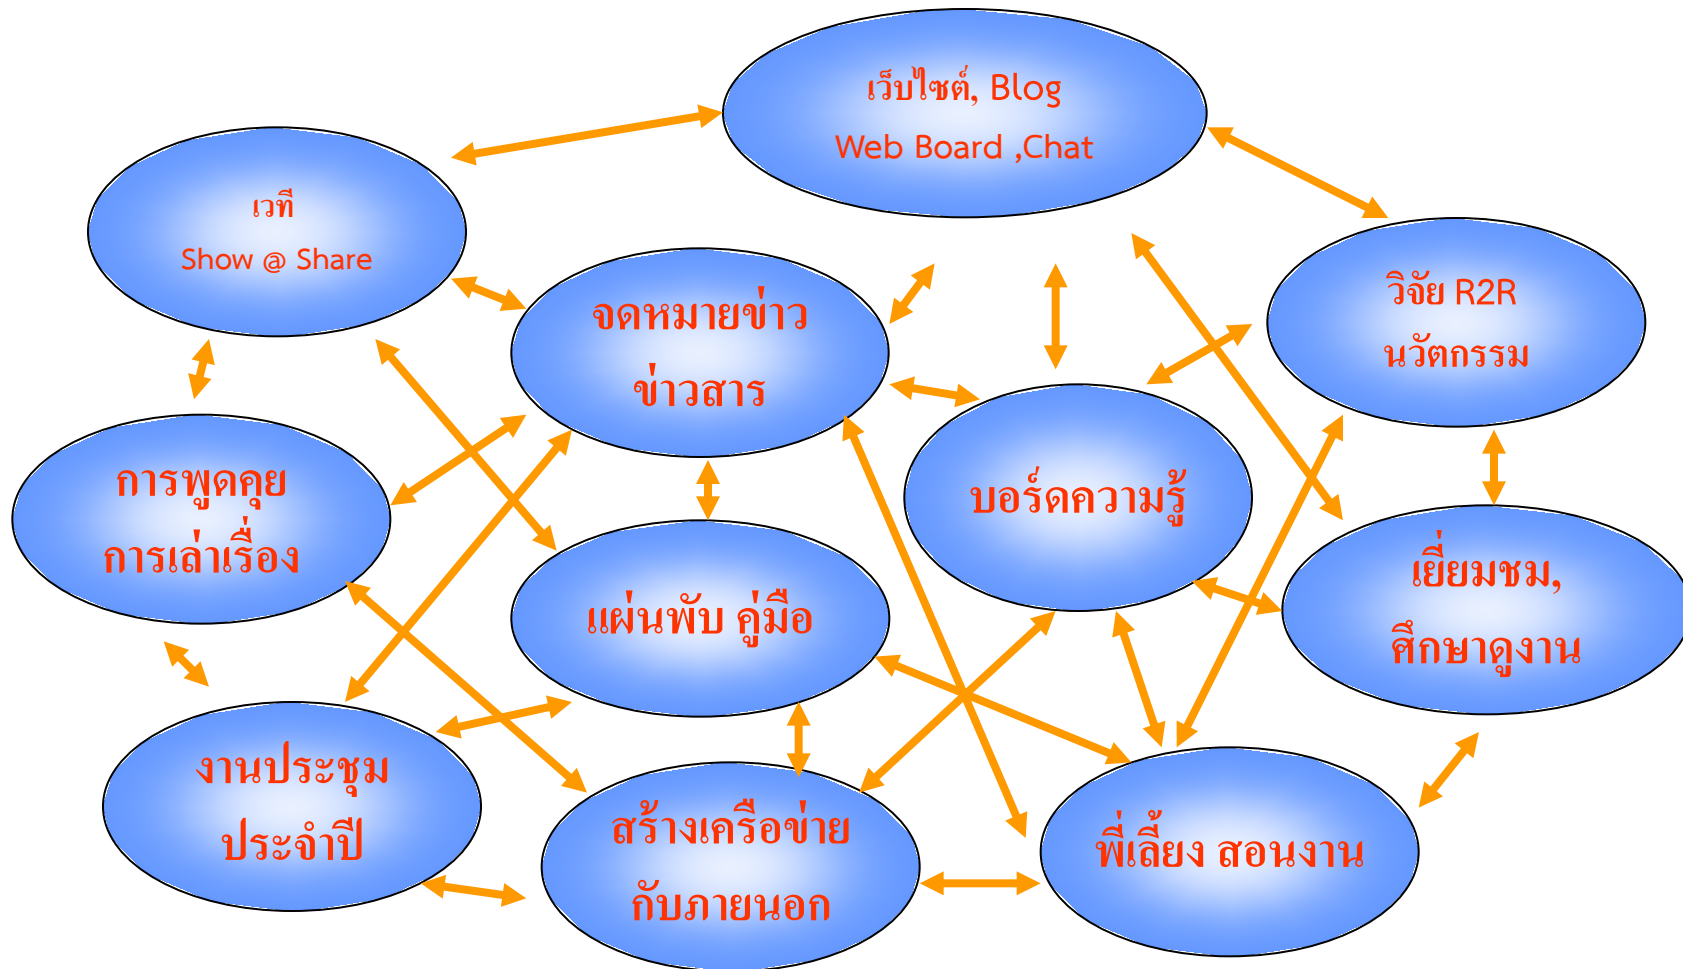 เว็บไซต์, Blog
Web Board ,Chat
เวที
Show @ Share
จดหมายข่าว
ข่าวสาร
วิจัย R2R
นวัตกรรม
การพูดคุย
การเล่าเรื่อง
บอร์ดความรู้
แผ่นพับ คู่มือ
เยี่ยมชม,
ศึกษาดูงาน
งานประชุม
ประจำปี
สร้างเครือข่าย
กับภายนอก
พี่เลี้ยง สอนงาน